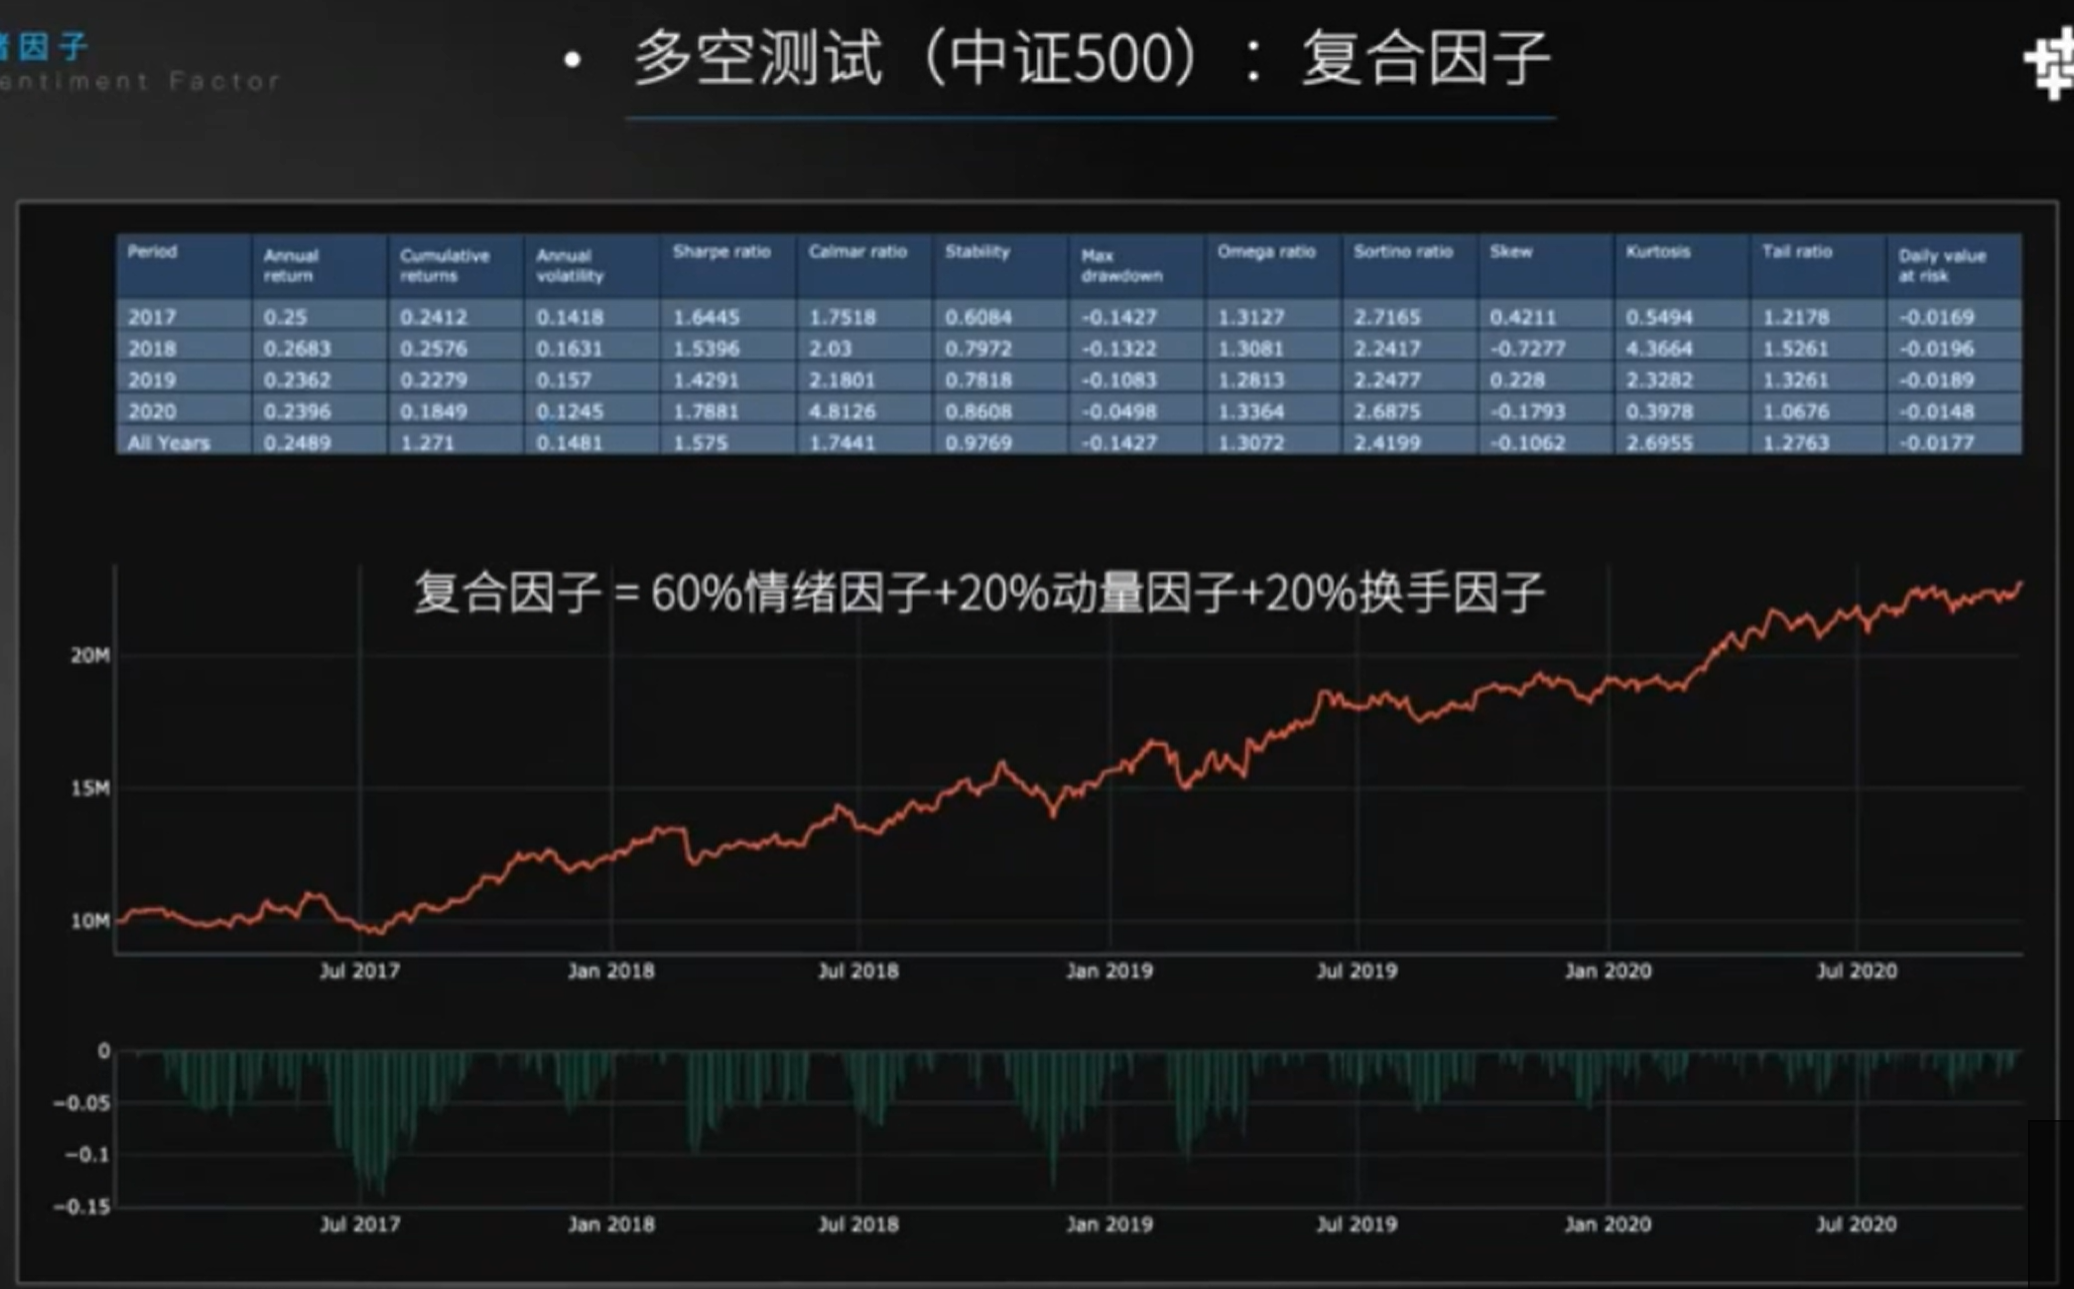 绪因子
entiment Factor
• 多空测试（中证500）：复合因子
Period Annual return Cumulative returns Annual volatility Sharpe ratio Calmar ratio Stability Max drawdown Omega ratio Sortino ratio Skew Kurtosis Tail ratio Daily value at risk
2017 0.25 0.2412 0.1418 1.6445 1.7518 0.6084 -0.1427 1.3127 2.7165 0.4211 0.5494 1.2178 -0.0169
2018 0.2683 0.2576 0.1631 1.5396 2.03 0.7972 -0.1322 1.3081 2.2417 -0.7277 4.3664 1.5261 -0.0196
2019 0.2362 0.2279 0.157 1.4291 2.1801 0.7818 -0.1083 1.2813 2.2477 0.228 2.3282 1.3261 -0.0189
2020 0.2396 0.1849 0.1245 1.7881 4.8126 0.8608 -0.0498 1.3364 2.6875 -0.1793 0.3978 1.0676 -0.0148
All Years 0.2489 1.271 0.1481 1.575 1.7441 0.9769 -0.1427 1.3072 2.4199 -0.1062 2.6955 1.2763 -0.0177
复合因子 = 60%情绪因子+20%动量因子+20%换手因子
20M
15M
10M
Jul 2017 Jan 2018 Jul 2018 Jan 2019 Jul 2019 Jan 2020 Jul 2020
0
−0.05
−0.1
−0.15
Jul 2017 Jan 2018 Jul 2018 Jan 2019 Jul 2019 Jan 2020 Jul 2020